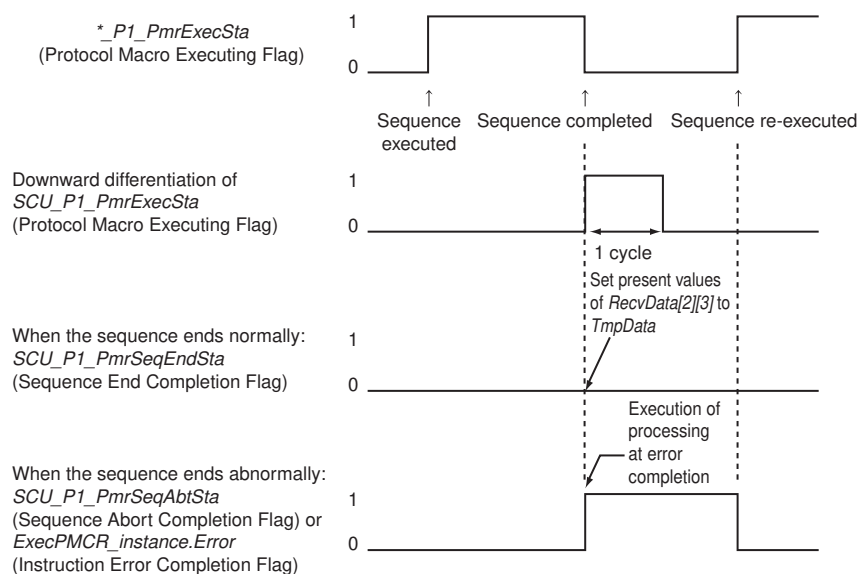 *_P1_PmrExecSta
(Protocol Macro Executing Flag)
1
0
↑
↑
↑
Sequence executed
Sequence completed
Sequence re-executed
Downward differentiation of
SCU_P1_PmrExecSta
(Protocol Macro Executing Flag)
1
0
1 cycle
Set present values
of RecvData[2][3] to
TmpData
When the sequence ends normally:
SCU_P1_PmrSeqEndSta
(Sequence End Completion Flag)
1
0
Execution of
processing
at error
completion
When the sequence ends abnormally:
SCU_P1_PmrSeqAbtSta
(Sequence Abort Completion Flag) or
ExecPMCR_instance.Error
(Instruction Error Completion Flag)
1
0